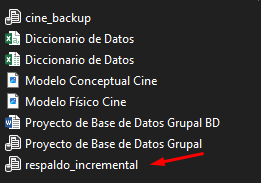 cine_backup
Diccionario de Datos
Diccionario de Datos
Modelo Conceptual Cine
Modelo Físico Cine
Proyecto de Base de Datos Grupal BD
Proyecto de Base de Datos Grupal
respaldo_incremental